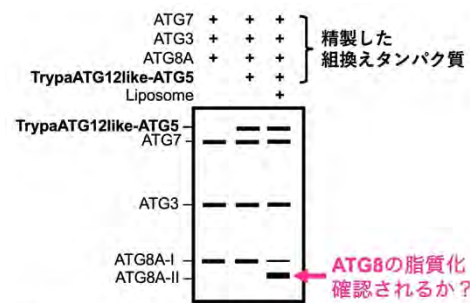 ATG7 + + +
ATG3 + + +
ATG8A + + +
TrypaATG12like-ATG5 + +
Liposome +
精製した
組換えタンパク質
TrypaATG12like-ATG5
ATG7
ATG3
ATG8A-I
ATG8A-II
ATG8の脂質化
確認されるか?